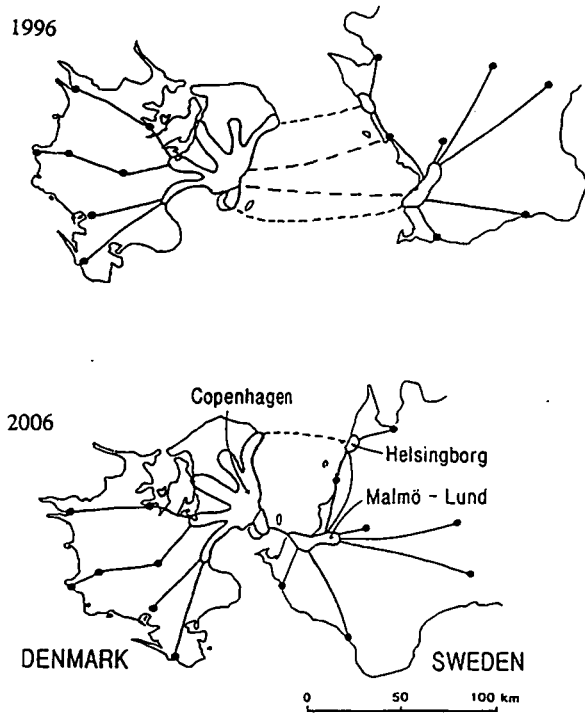 1996
2006
Copenhagen
Helsingborg
Malmö - Lund
DENMARK
SWEDEN
0 50 100 km